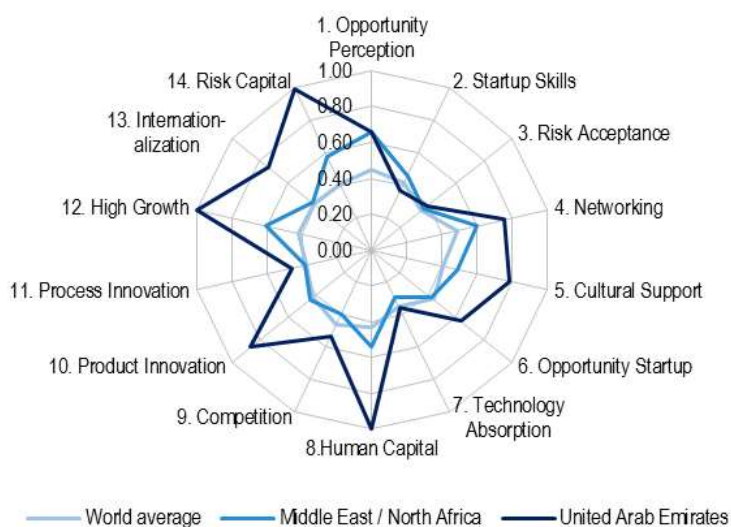 1. Opportunity
Perception
2. Startup Skills
3. Risk Acceptance
4. Networking
5. Cultural Support
6. Opportunity Startup
7. Technology
Absorption
8.Human Capital
9. Competition
10. Product Innovation
11. Process Innovation
12. High Growth
13. Internation-
alization
14. Risk Capital
1.00
0.80
0.60
0.40
0.20
0.00
World average
Middle East / North Africa
United Arab Emirates